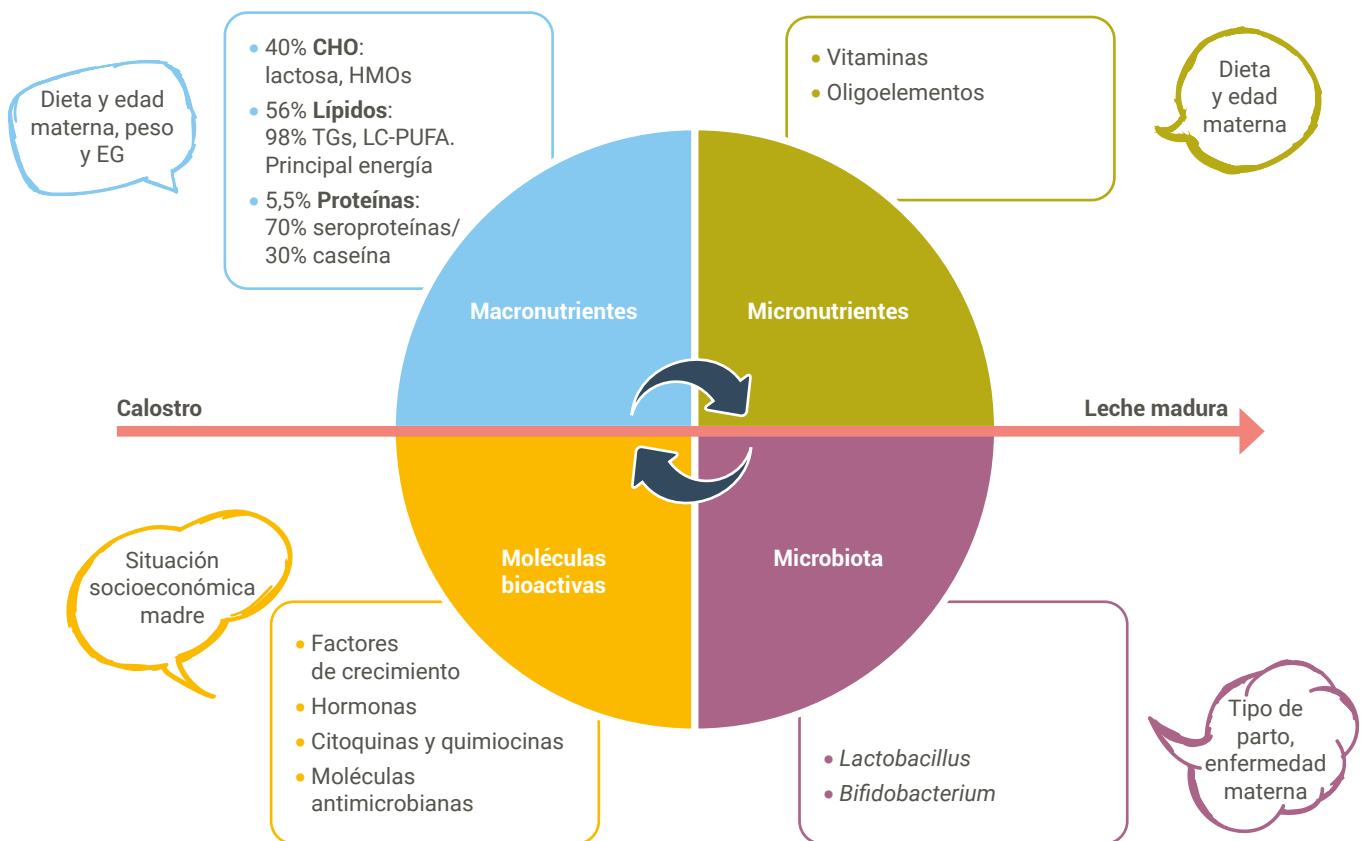 Dieta y edad
materna, peso
y EG
• 40% CHO:
lactosa, HMOs
• 56% Lípidos:
98% TGs, LC-PUFA.
Principal energía
• 5,5% Proteínas:
70% seroproteínas/
30% caseína
• Vitaminas
• Oligoelementos
Dieta
y edad
materna
Macronutrientes
Micronutrientes
Calostro
Leche madura
Moléculas
bioactivas
Microbiota
Situación
socioeconómica
madre
• Factores
de crecimiento
• Hormonas
• Citoquinas y quimiocinas
• Moléculas
antimicrobianas
• Lactobacillus
• Bifidobacterium
Tipo de
parto,
enfermedad
materna